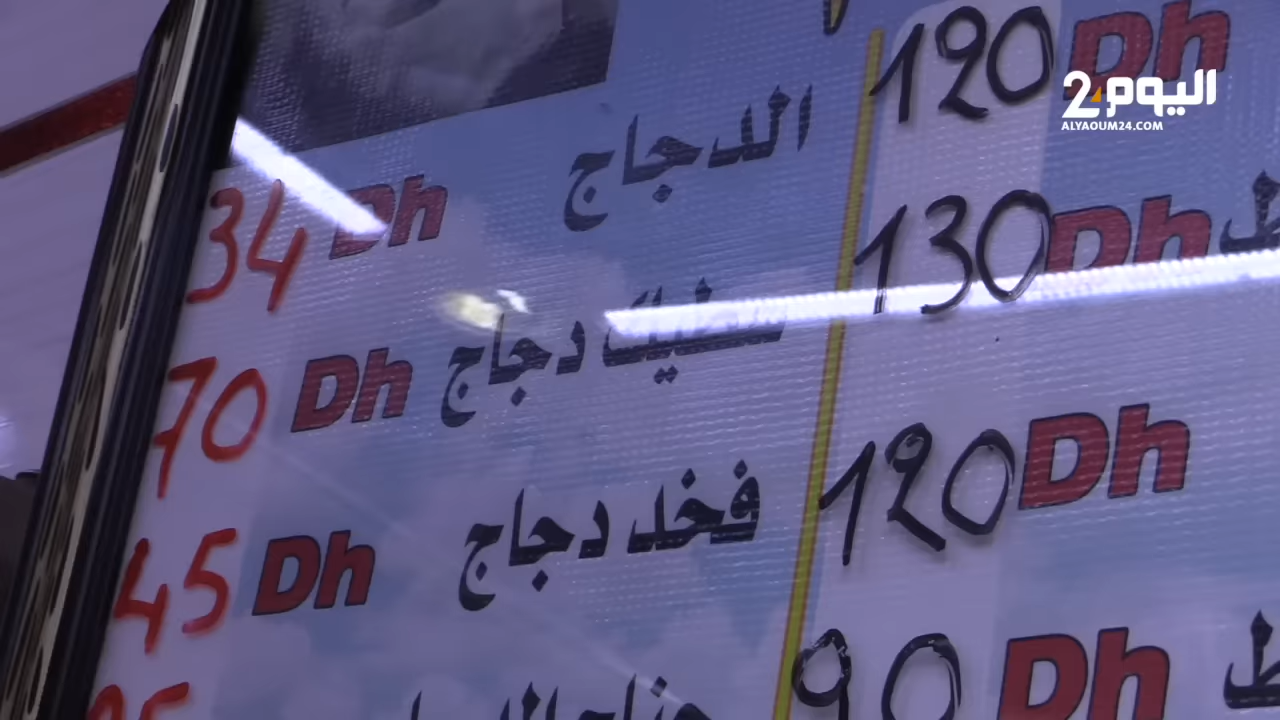 120 Dh
اليوم 24
ALYAOUM24.COM
الدجاج 34 Dh
130 Dh
دجاج 70 Dh
120 Dh
فخد دجاج 45 Dh
90 Dh